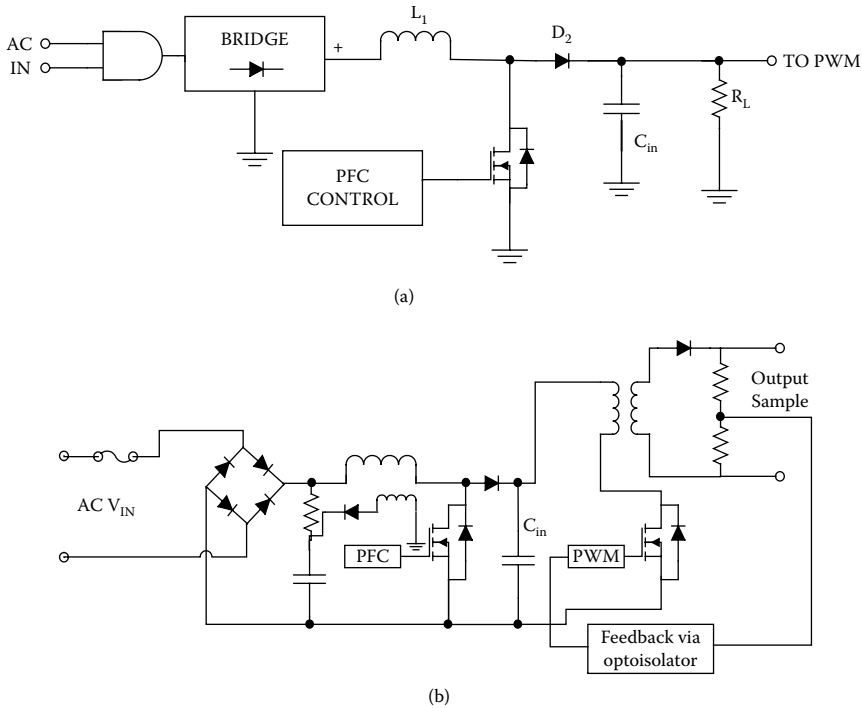 L1
D2
AC
IN
BRIDGE
+
TO PWM
RL
Cin
PFC
CONTROL
(a)
Output
Sample
AC VIN
Cin
PFC
PWM
Feedback via
optoisolator
(b)